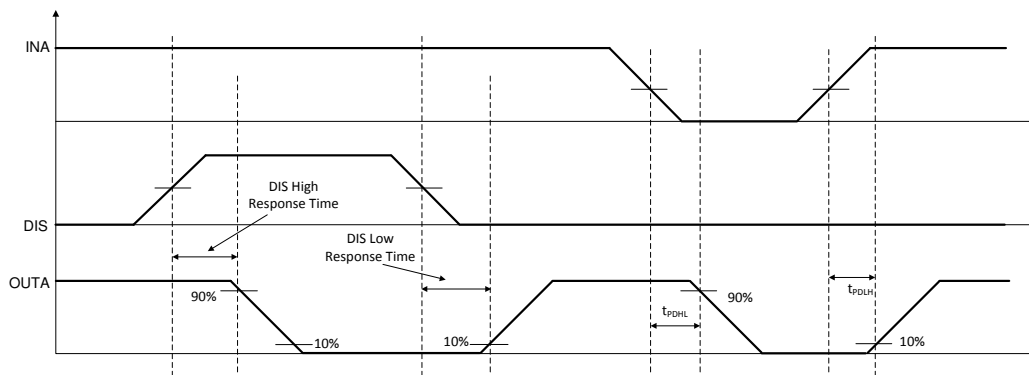 INA
DIS High
Response Time
DIS
DIS Low
Response Time
OUTA
90%
10%
10%
90%
tPDHL
tPDLH
10%